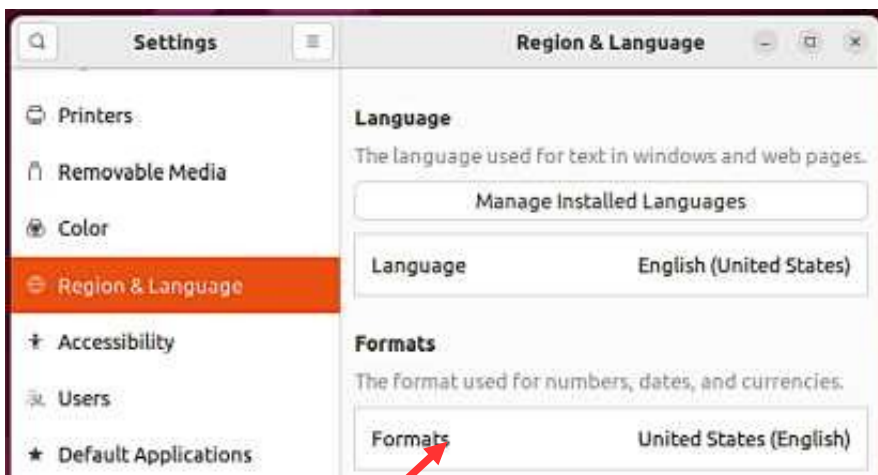 Settings
Region & Language
Printers
Removable Media
Color
Region & Language
Accessibility
Users
Default Applications
Language
The language used for text in windows and web pages.
Manage Installed Languages
Language English (United States)
Formats
The format used for numbers, dates, and currencies.
Formats United States (English)